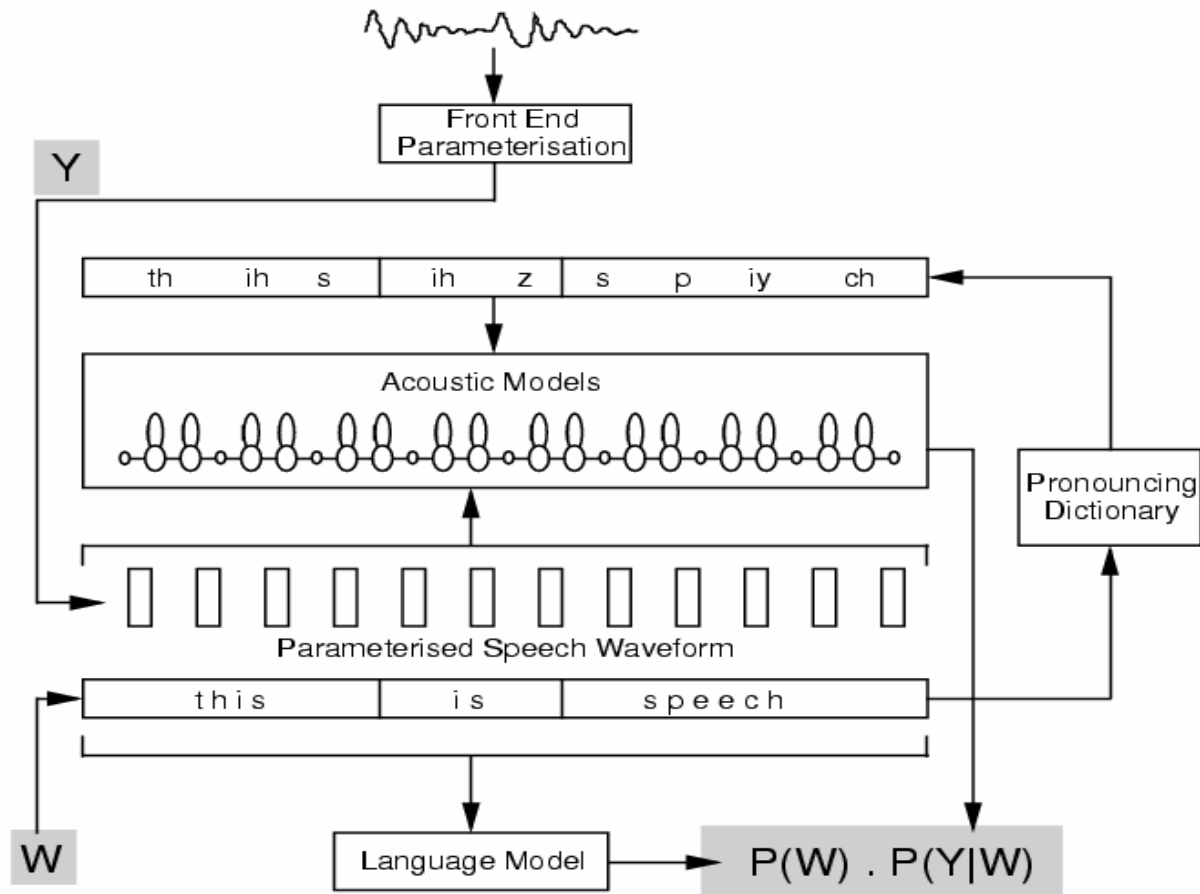 Front End
Parameterisation
Y
th ih s ih z s p iy ch
Acoustic Models
Pronouncing
Dictionary
Parameterised Speech Waveform
this is speech
W
Language Model
P(W) . P(Y|W)